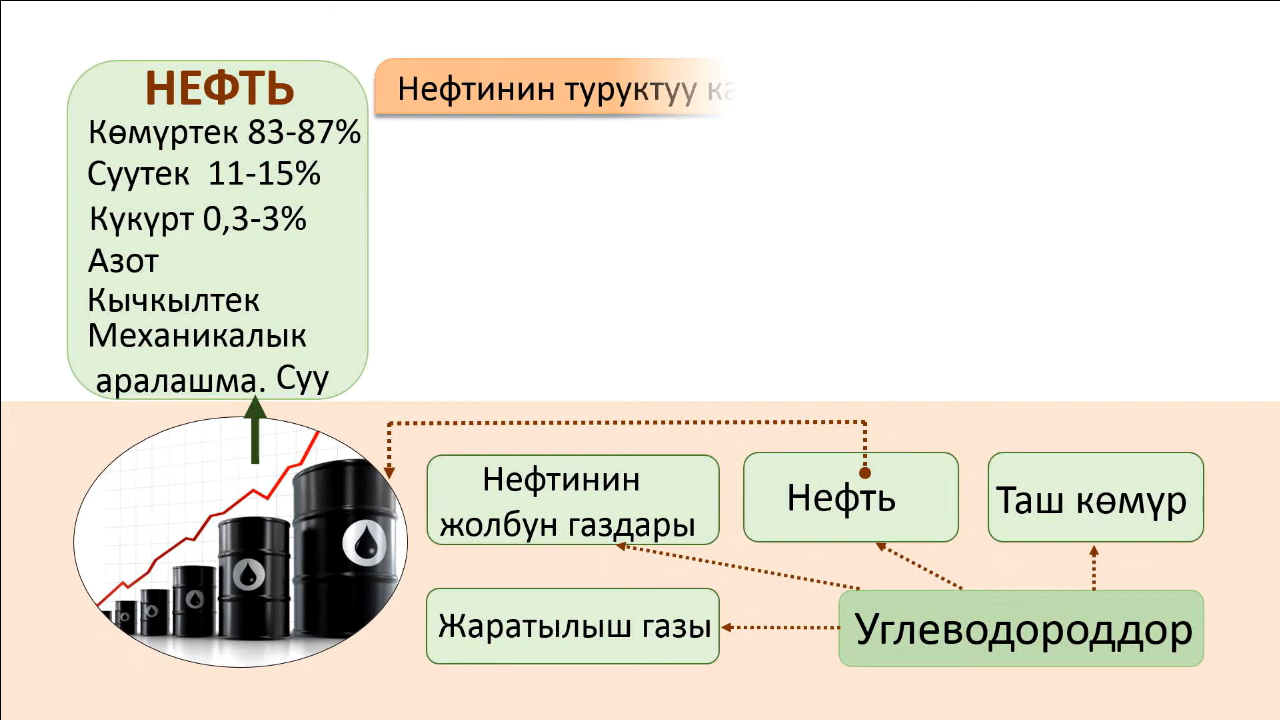 НЕФТЬ
Көмүртек 83-87%
Суутек 11-15%
Күкүрт 0,3-3%
Азот
Кычкылтек
Механикалык
аралашма. Суу
Нефтинин туруктуу
Нефтинин
жолбун газдары
Нефть
Таш көмүр
Жаратылыш газы
Углеводороддор